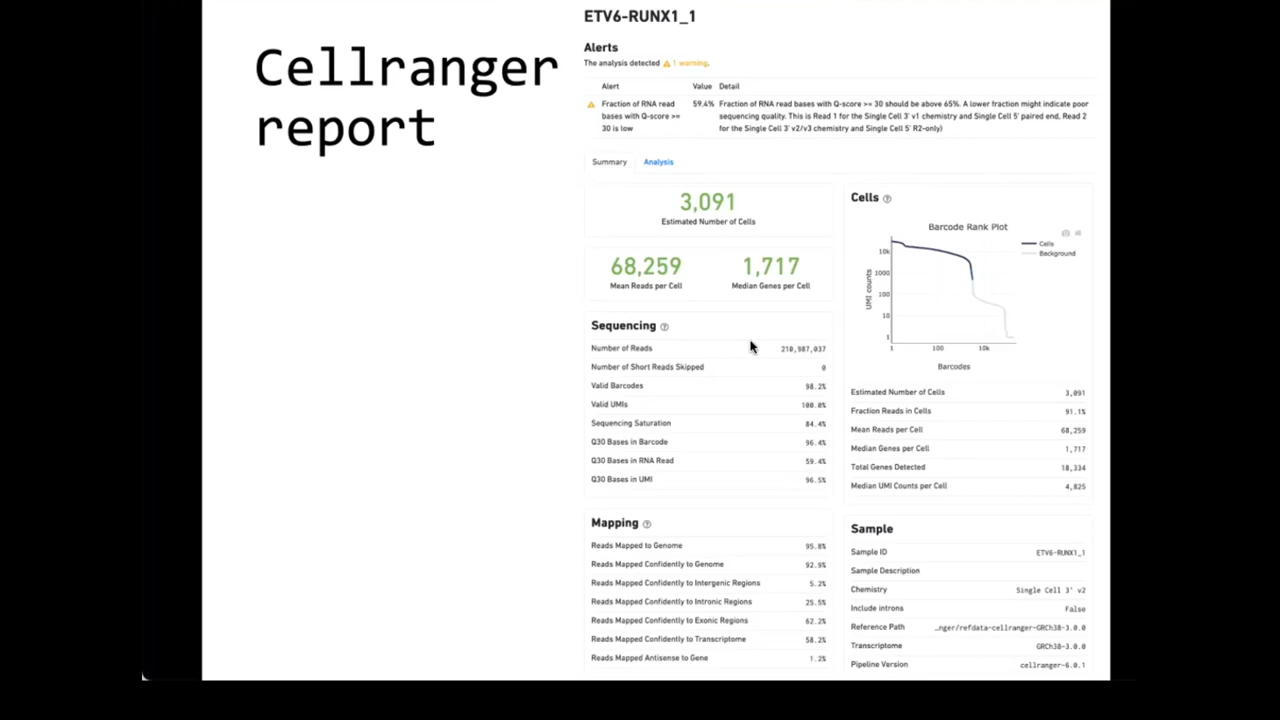 Cellranger
report
ETV6-RUNX1_1
Alerts
The analysis detected ⚠ 1 warning.
Alert Value Detail
Fraction of RNA read bases with Q-score >= 30 is low 59.4% Fraction of RNA read bases with Q-score >= 30 should be above 65%. A lower fraction might indicate poor
sequencing quality. This is Read 1 for the Single Cell 3' v1 chemistry and Single Cell 5' paired end, Read 2
for the Single Cell 3' v2/v3 chemistry and Single Cell 5' R2-only)
Summary Analysis
3,091
Estimated Number of Cells
68,259 1,717
Mean Reads per Cell Median Genes per Cell
Sequencing ?
Number of Reads 210,987,037
Number of Short Reads Skipped 0
Valid Barcodes 98.2%
Valid UMIs 100.0%
Sequencing Saturation 84.4%
Q30 Bases in Barcode 96.4%
Q30 Bases in RNA Read 59.4%
Q30 Bases in UMI 96.5%
Mapping ?
Reads Mapped to Genome 95.8%
Reads Mapped Confidently to Genome 92.9%
Reads Mapped Confidently to Intergenic Regions 5.2%
Reads Mapped Confidently to Intronic Regions 25.5%
Reads Mapped Confidently to Exonic Regions 62.2%
Reads Mapped Confidently to Transcriptome 58.2%
Reads Mapped Antisense to Gene 1.2%
Cells ?
Barcode Rank Plot
Cells
Background
UMI counts
10k
1000
100
10
1
1 100 10k
Barcodes
Estimated Number of Cells 3,091
Fraction Reads in Cells 91.1%
Mean Reads per Cell 68,259
Median Genes per Cell 1,717
Total Genes Detected 18,334
Median UMI Counts per Cell 4,825
Sample
Sample ID ETV6-RUNX1_1
Sample Description
Chemistry Single Cell 3' v2
Include introns False
Reference Path …nger/refdata-cellranger-GRCh38-3.0.0
Transcriptome GRCh38-3.0.0
Pipeline Version cellranger-6.0.1